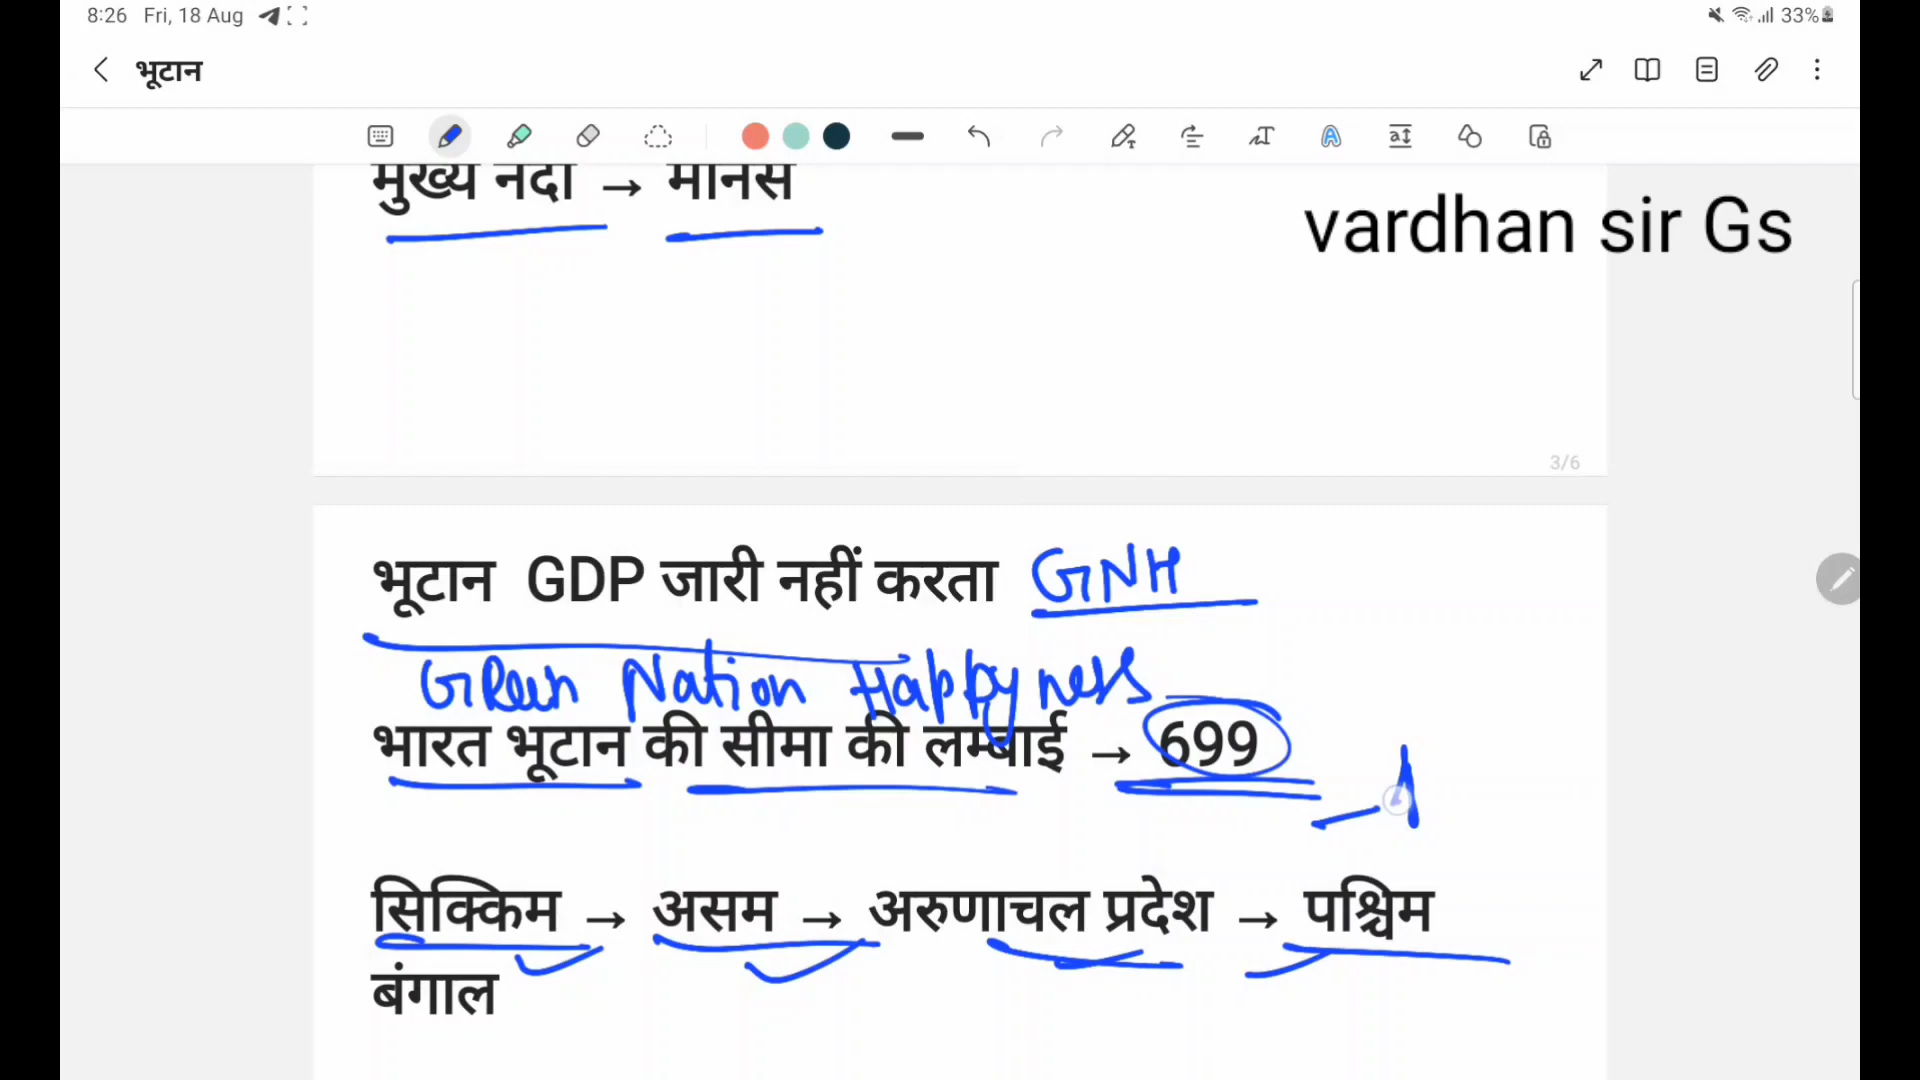 8:26 Fri, 18 Aug 33%
भूटान
मुख्य नदी → मानस
vardhan sir Gs
3/6
भूटान GDP जारी नहीं करता GNH
Green Nation Happyness
भारत भूटान की सीमा की लम्बाई → 699
सिक्किम → असम → अरुणाचल प्रदेश → पश्चिम
बंगाल